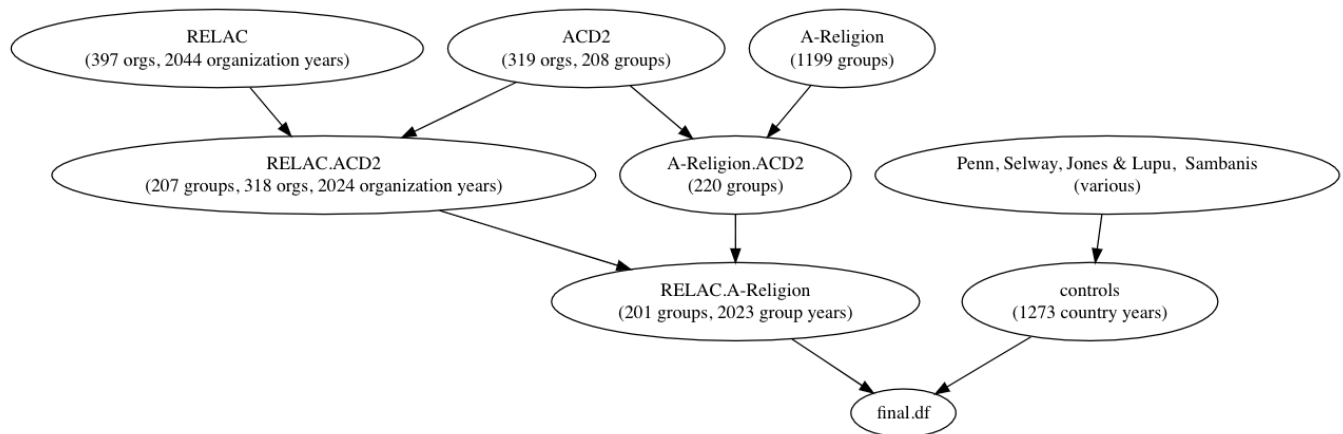 RELAC
(397 orgs, 2044 organization years)
ACD2
(319 orgs, 208 groups)
A-Religion
(1199 groups)
RELAC.ACD2
(207 groups, 318 orgs, 2024 organization years)
A-Religion.ACD2
(220 groups)
Penn, Selway, Jones & Lupu,  Sambanis
(various)
RELAC.A-Religion
(201 groups, 2023 group years)
controls
(1273 country years)
final.df